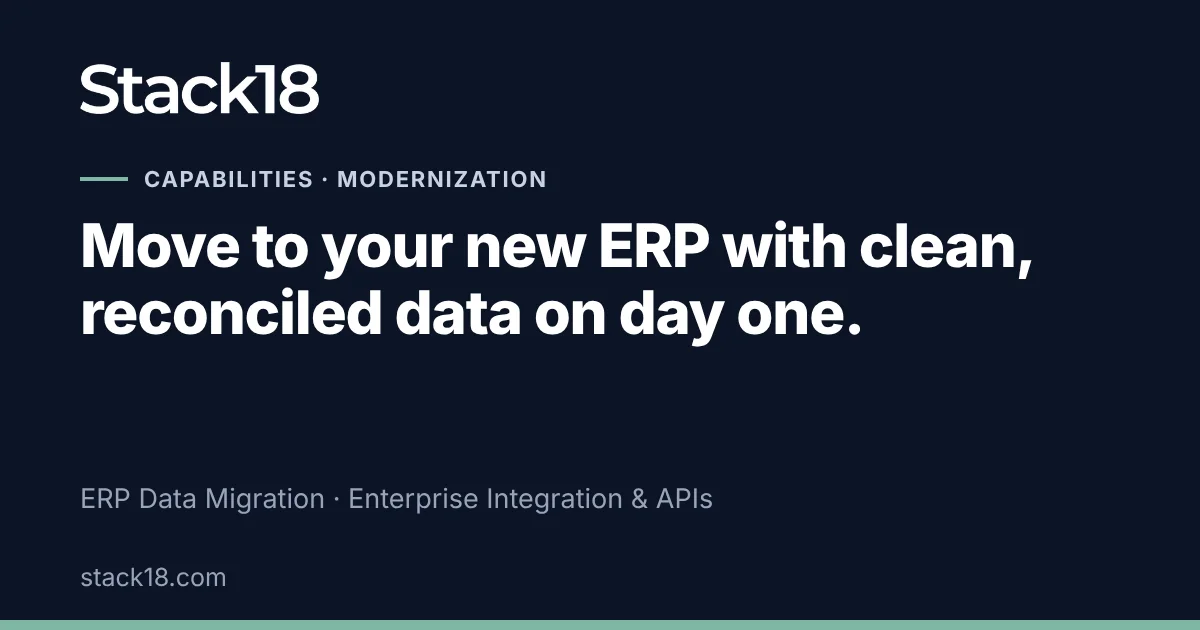 Stack18
CAPABILITIES · MODERNIZATION
Move to your new ERP with clean,
reconciled data on day one.
ERP Data Migration · Enterprise Integration & APIs
stack18.com